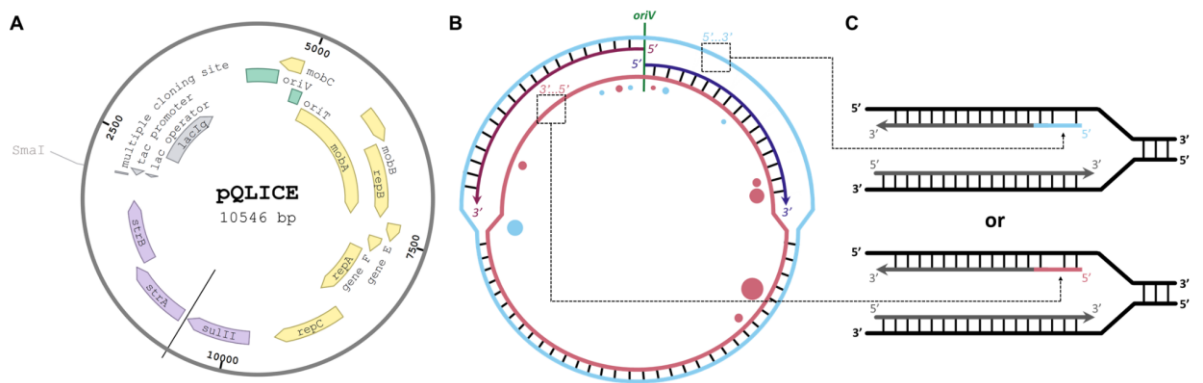 A
5000
mobC
oriV
oriT
multiple cloning site
tac promoter
lac operator
lacIq
2500
SmaI
mobA
mobB
repB
pQLICE
10546 bp
7500
gene E
gene F
repA
repC
strB
strA
sulII
10000
B
oriV
5'...3'
5'
5'
3'...5'
3'
3'
C
5'
3'
5'
3'
5'
5'
3'
3'
or
5'
3'
5'
3'
5'
5'
3'
3'